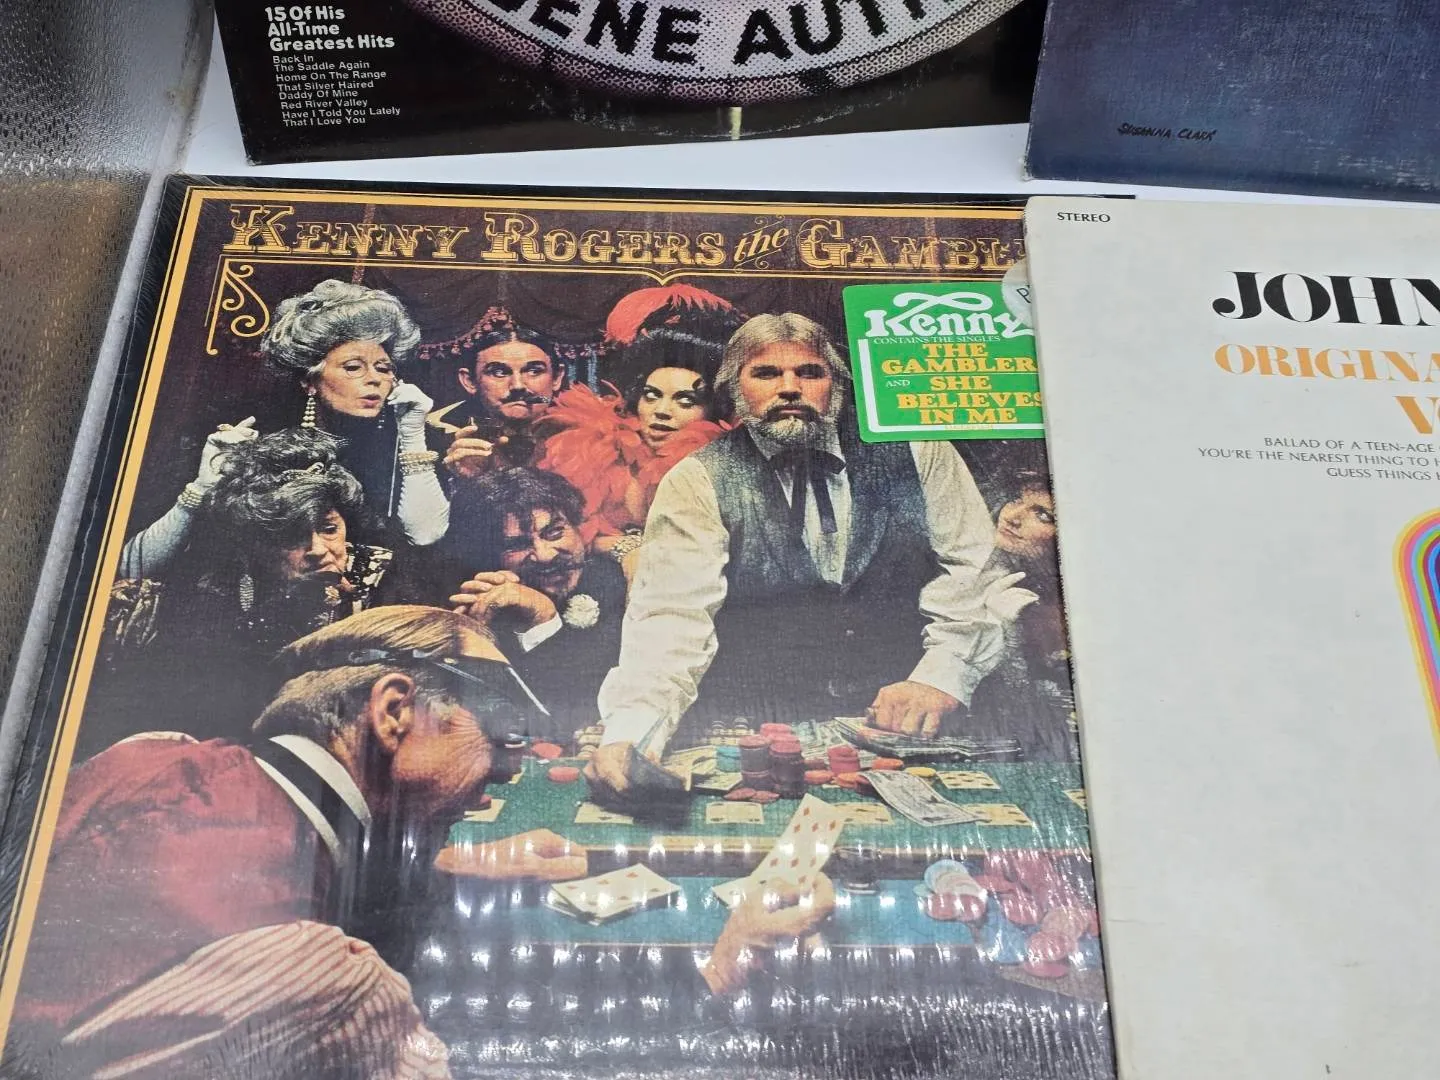 GENE AUT
15 Of His
All-Time
Greatest Hits
Back In
The Saddle Again
Home On The Range
That Silver Haired
Daddy Of Mine
Red River Valley
Have I Told You Lately
That I Love You
SUSANNA CLARK
KENNY ROGERS the GAMBLE
Kenny
CONTAINS THE SINGLES
THE
GAMBLER
AND SHE
BELIEVES
IN ME
STEREO
JOHN
ORIGINA
BALLAD OF A TEEN-AGE
YOU'RE THE NEAREST THING TO H
GUESS THINGS H